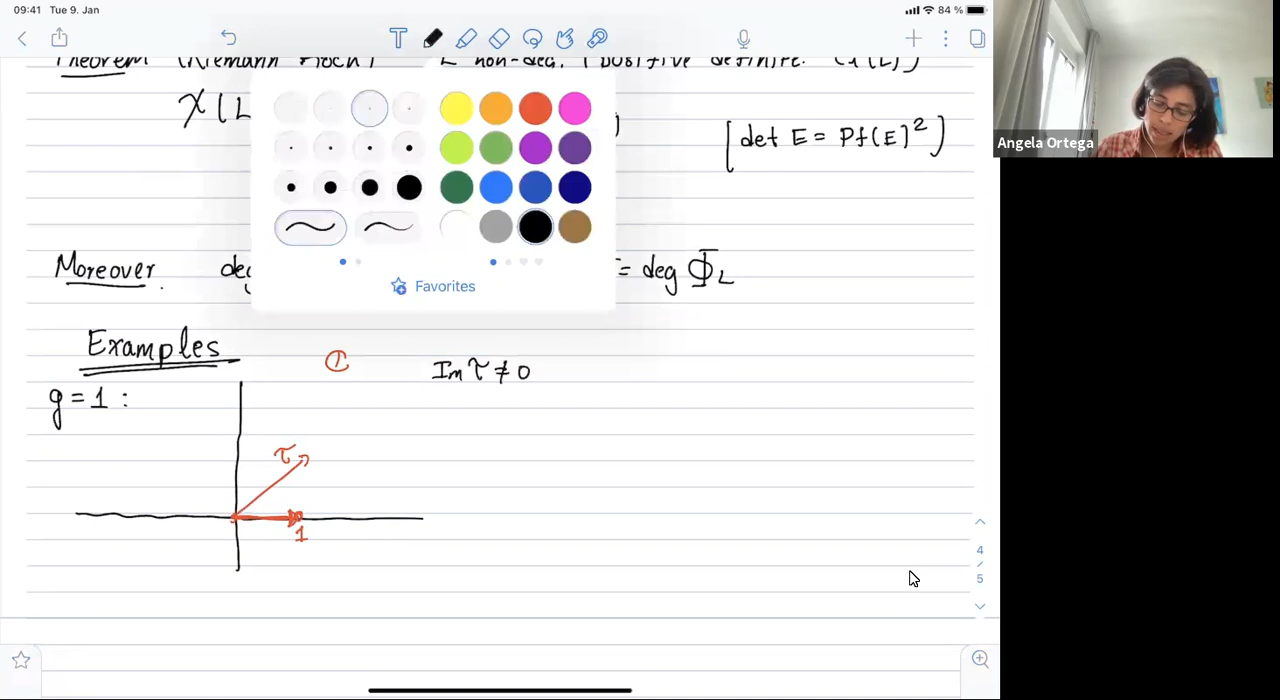 09:41 Tue 9. Jan
84 %
Theorem (Riemann Roch) L non-deg. (positive definite.
χ(L
[det E = Pf(E)²)
Moreover. deg = deg Φ_L
Favorites
Examples
① Im τ ≠ 0
g = 1 :
τ
1
4
5
Angela Ortega